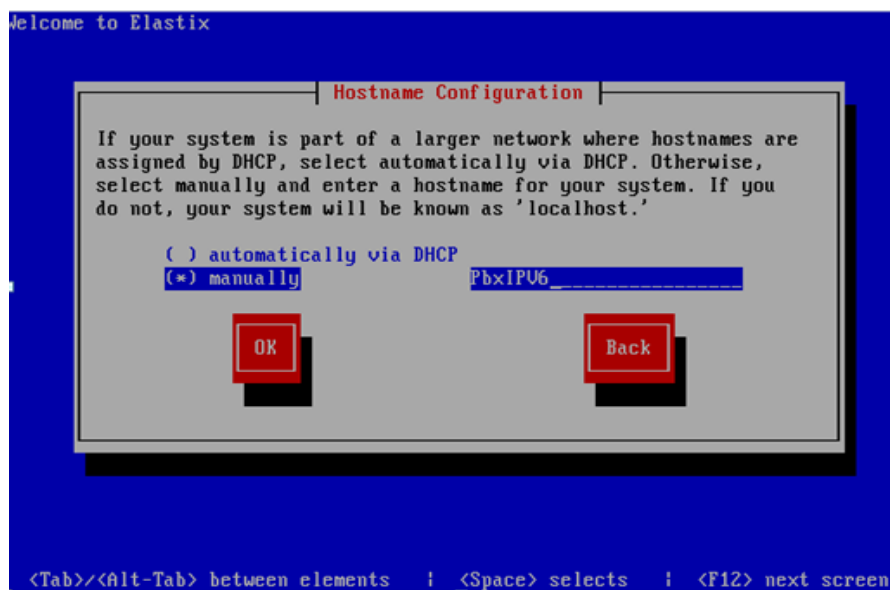 Welcome to Elastix
Hostname Configuration
If your system is part of a larger network where hostnames are
assigned by DHCP, select automatically via DHCP. Otherwise,
select manually and enter a hostname for your system. If you
do not, your system will be known as 'localhost.'
( ) automatically via DHCP
(*) manually PbxIPV6_________________
OK Back
<Tab>/<Alt-Tab> between elements | <Space> selects | <F12> next screen